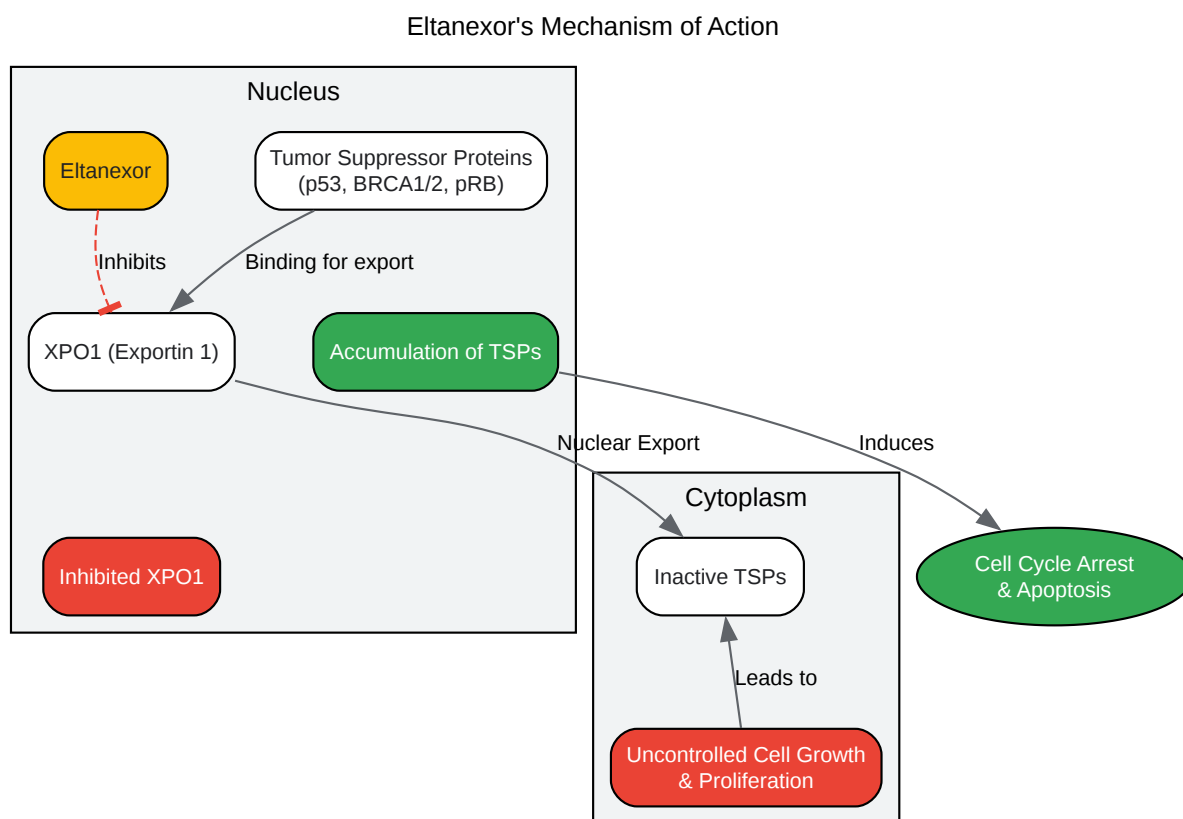 Eltanexor's Mechanism of Action
Nucleus
Eltanexor
Tumor Suppressor Proteins
(p53, BRCA1/2, pRB)
Inhibits
Binding for export
XPO1 (Exportin 1)
Accumulation of TSPs
Nuclear Export
Induces
Cytoplasm
Inhibited XPO1
Inactive TSPs
Cell Cycle Arrest
& Apoptosis
Leads to
Uncontrolled Cell Growth
& Proliferation